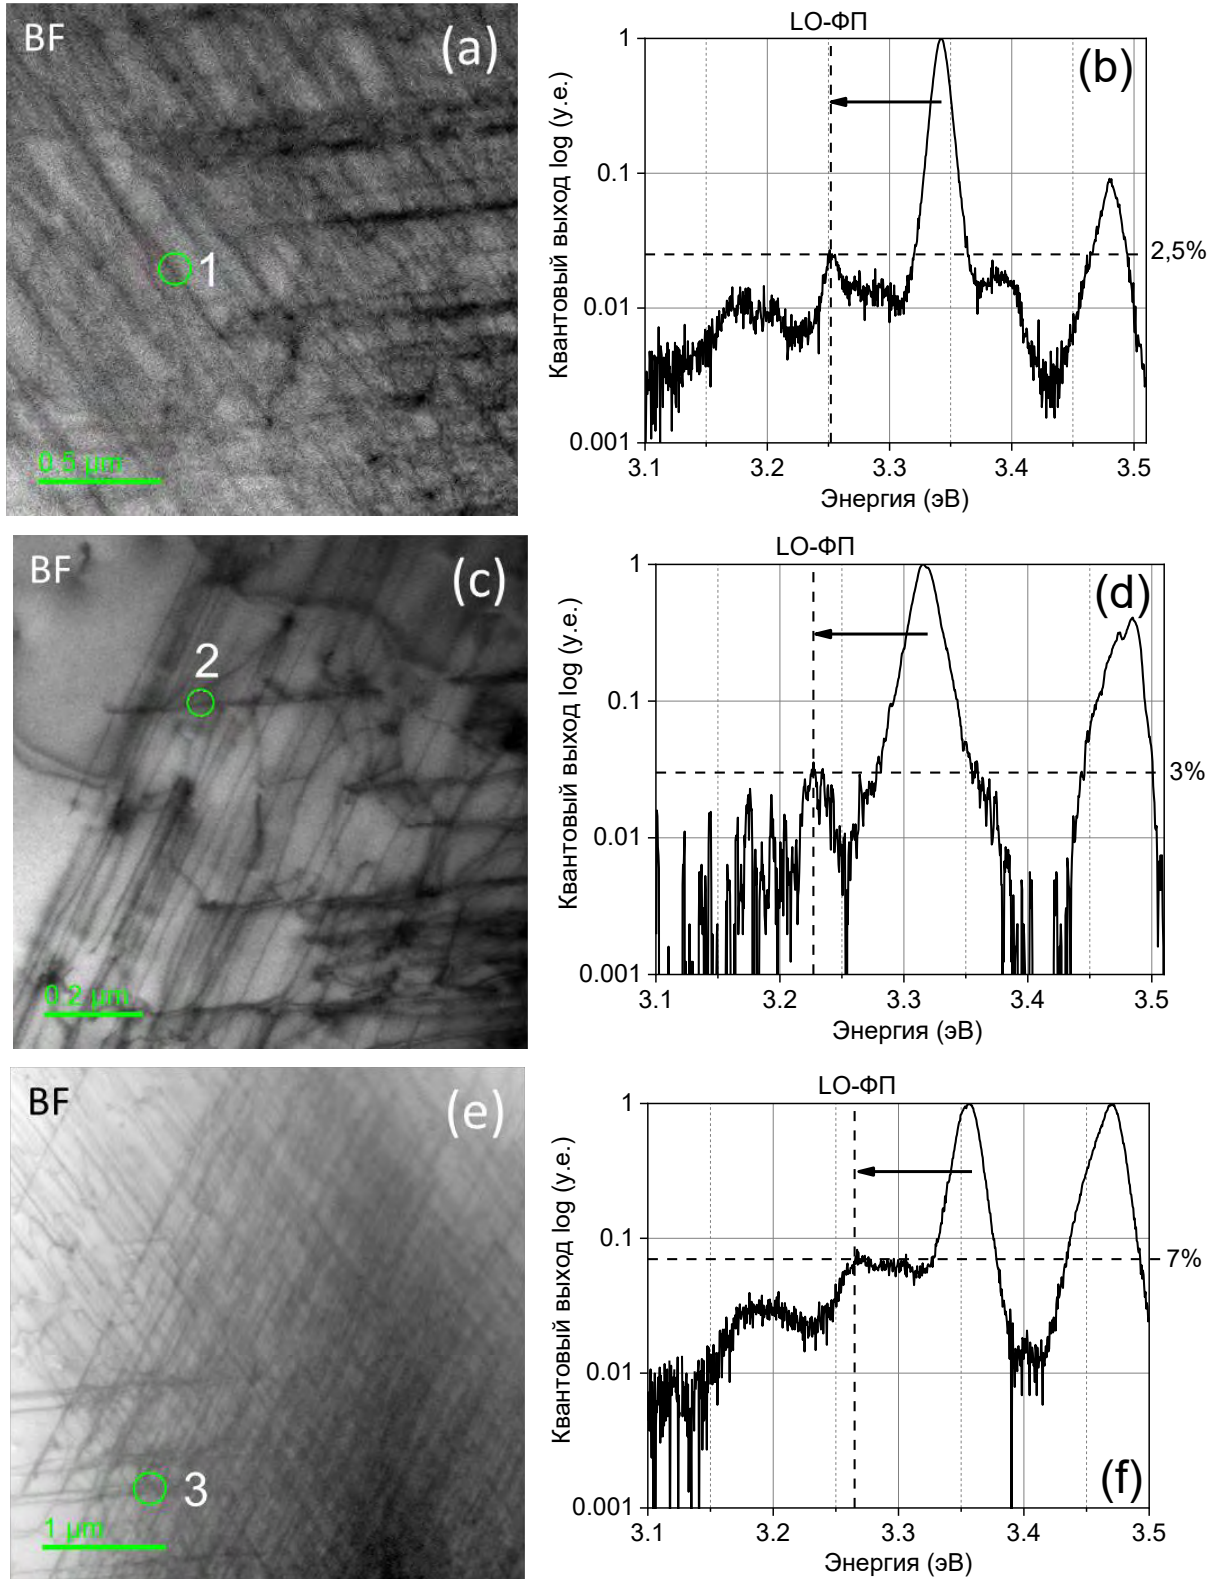 BF
(a)
1
0.5 µm
LO-ФП
(b)
Квантовый выход log (у.е.)
1
0.1
0.01
0.001
2,5%
3.1 3.2 3.3 3.4 3.5
Энергия (эВ)
BF
(c)
2
0.2 µm
LO-ФП
(d)
Квантовый выход log (у.е.)
1
0.1
0.01
0.001
3%
3.1 3.2 3.3 3.4 3.5
Энергия (эВ)
BF
(e)
3
1 µm
LO-ФП
Квантовый выход log (у.е.)
1
0.1
0.01
0.001
7%
(f)
3.1 3.2 3.3 3.4 3.5
Энергия (эВ)